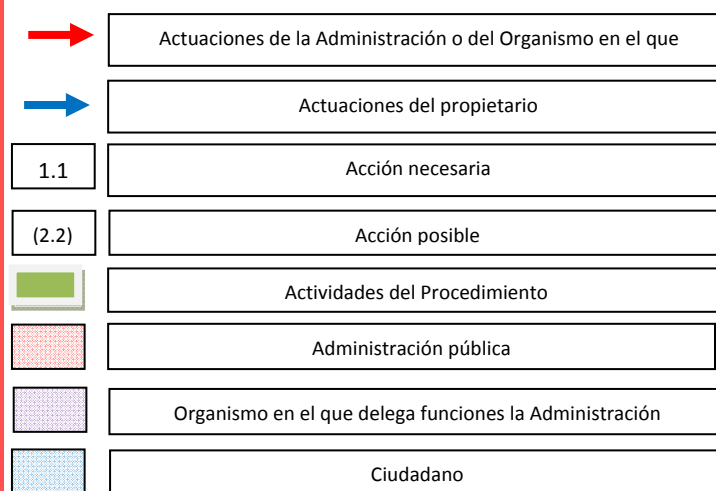 Actuaciones de la Administración o del Organismo en el que
Actuaciones del propietario
1.1 Acción necesaria
(2.2) Acción posible
Actividades del Procedimiento
Administración pública
Organismo en el que delega funciones la Administración
Ciudadano